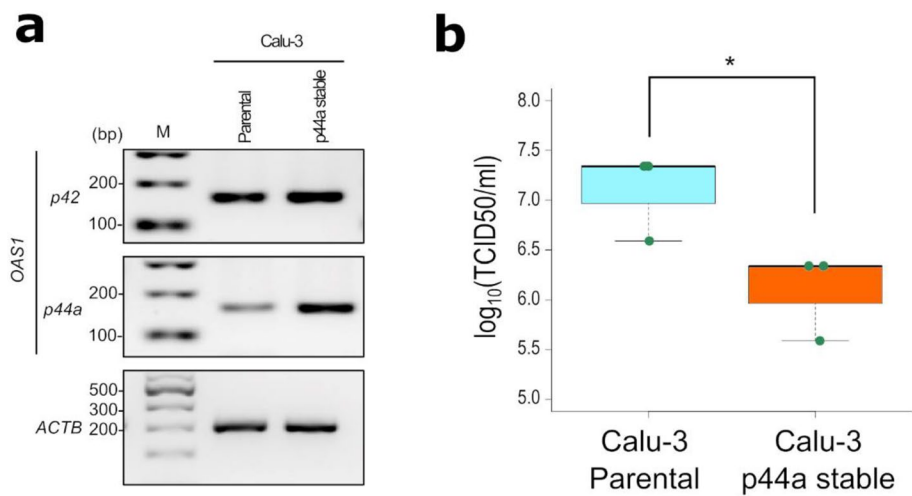 a
Calu-3
Parental
p44a stable
(bp)
M
OAS1
p42
200
100
p44a
200
100
ACTB
500
300
200
b
*
log10(TCID50/ml)
8.0
7.5
7.0
6.5
6.0
5.5
5.0
Calu-3
Parental
Calu-3
p44a stable